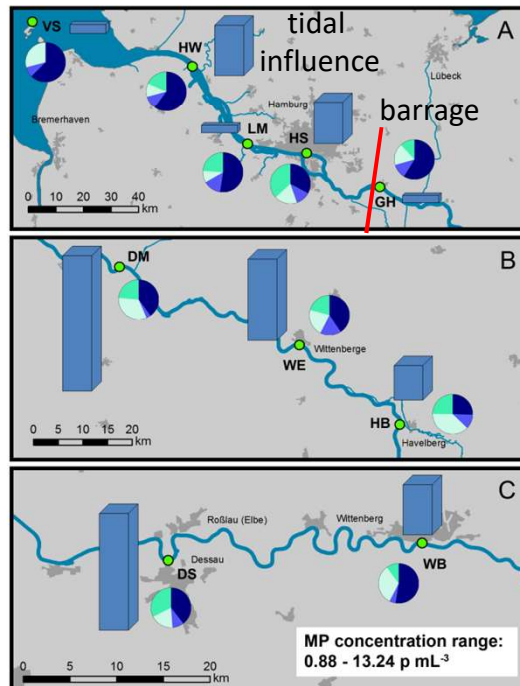 A
VS
HW
tidal
influence
Lübeck
Hamburg
barrage
Bremerhaven
LM
HS
GH
0 10 20 30 40
km
B
DM
WE
Wittenberge
HB
Havelberg
0 5 10 15 20
km
C
Roßlau (Elbe)
Wittenberg
Dessau
DS
WB
MP concentration range:
0.88 - 13.24 p mL⁻³
0 5 10 15 20
km